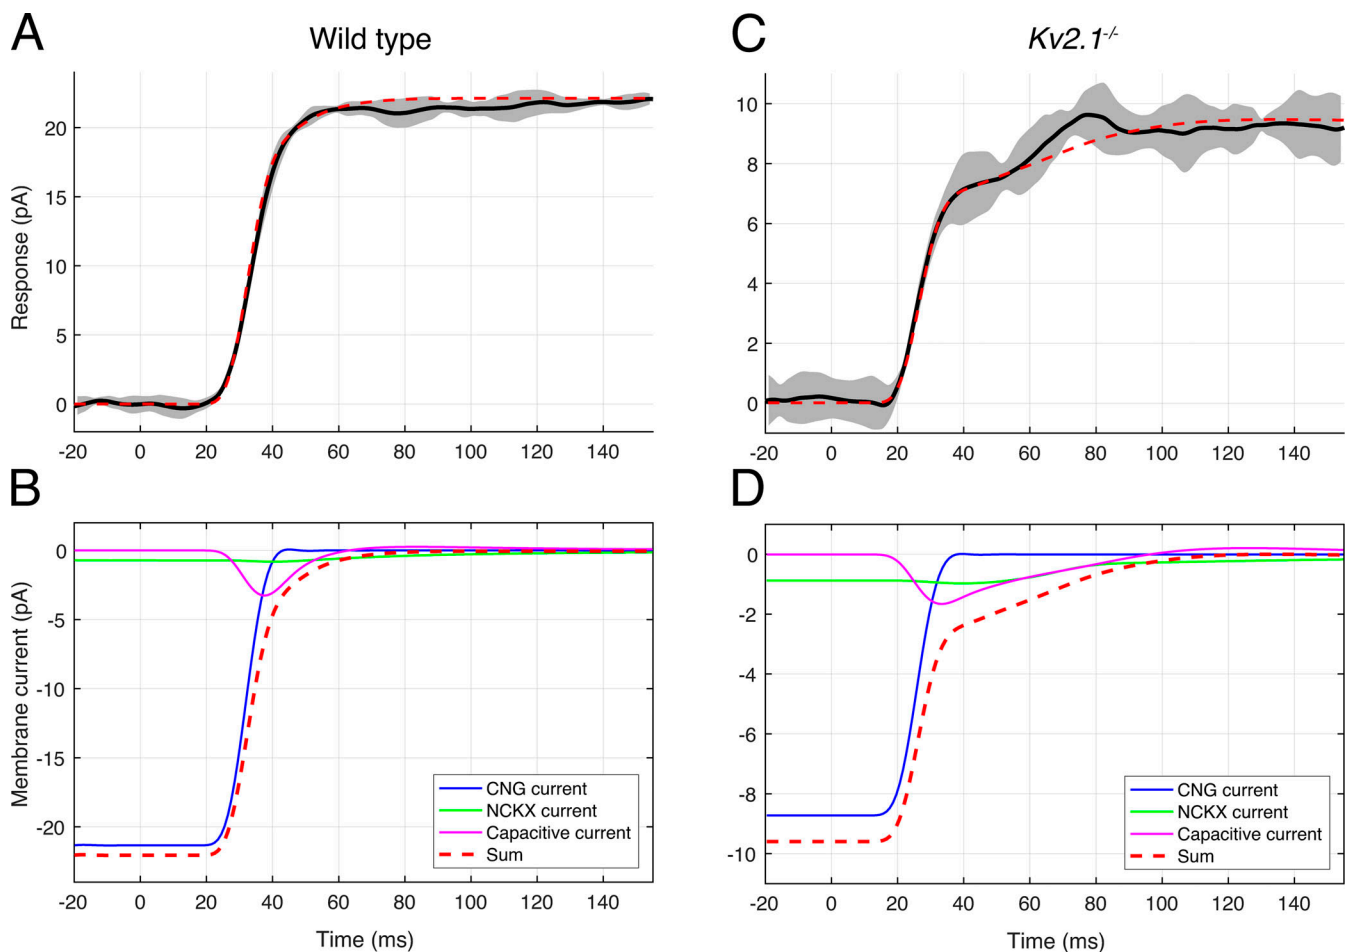 A
Wild type
Response (pA)
20
15
10
5
0
-20 0 20 40 60 80 100 120 140
C
Kv2.1-/-
10
8
6
4
2
0
-20 0 20 40 60 80 100 120 140
B
Membrane current (pA)
0
-5
-10
-15
-20
CNG current
NCKX current
Capacitive current
Sum
-20 0 20 40 60 80 100 120 140
Time (ms)
D
0
-2
-4
-6
-8
-10
CNG current
NCKX current
Capacitive current
Sum
-20 0 20 40 60 80 100 120 140
Time (ms)